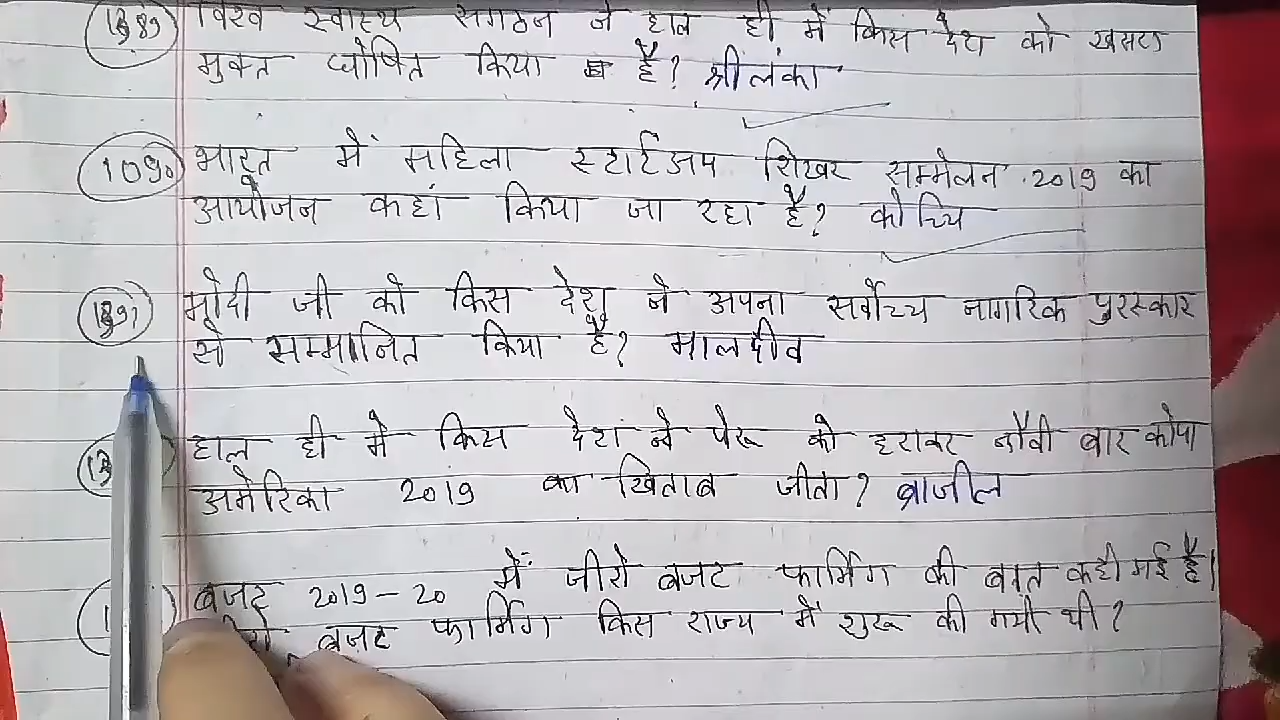 विश्व स्वास्थ्य संगठन ने हाल ही में किस देश को खसरा
मुक्त घोषित किया है? श्रीलंका
भारत में महिला स्टार्टअप शिखर सम्मेलन 2019 का
आयोजन कहां किया जा रहा है? कोच्चि
मोदी जी को किस देश ने अपना सर्वोच्च नागरिक पुरस्कार
से सम्मानित किया है? मालदीव
हाल ही मे किस देश ने पेरू को हराकर नौवी बार कोपा
अमेरिका 2019 का खिताब जीता? ब्राजील
बजट 2019-20 में जीरो बजट फार्मिंग की बात कही गई है।
बजट फार्मिंग किस राज्य में शुरू की गयी थी?